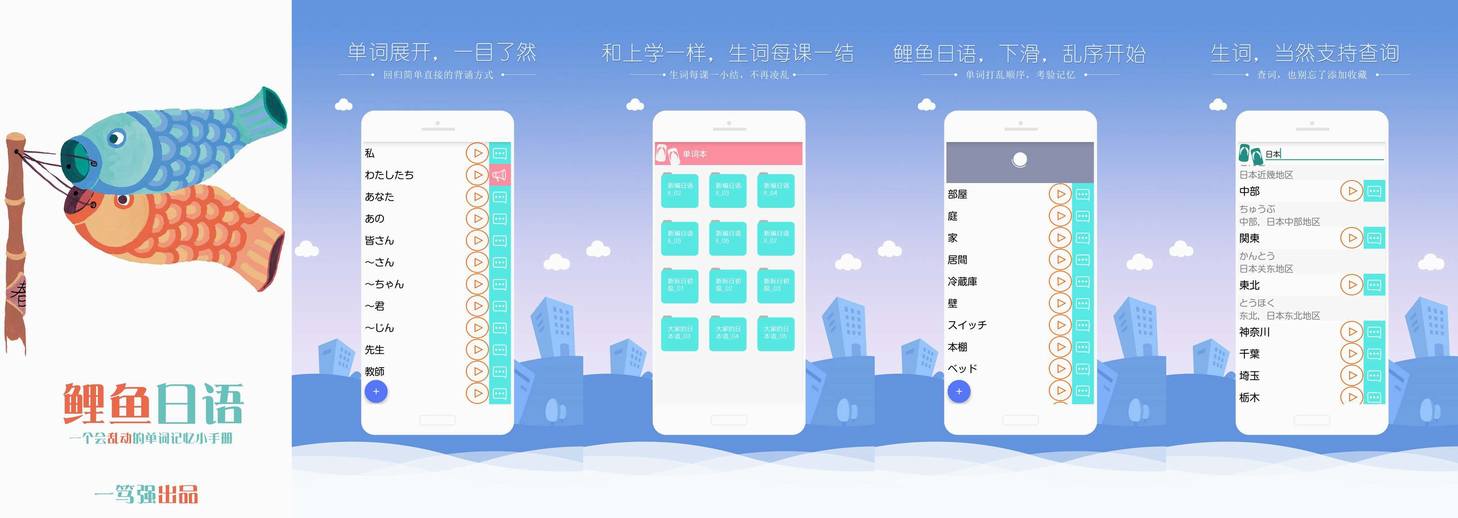 鲤鱼日语
一个会乱动的单词记忆小手册
一笃强出品
单词展开，一目了然
回归简单直接的背诵方式
私
わたしたち
あなた
あの
皆さん
～さん
～ちゃん
～君
～じん
先生
教師
+
和上学一样，生词每课一结
生词每课一小结，不再凌乱
单词本
鲤鱼日语，下滑，乱序开始
单词打乱顺序，考验记忆
部屋
庭
家
居間
冷蔵庫
壁
スイッチ
本棚
ベッド
+
生词，当然支持查询
查词，也别忘了添加收藏
日本
日本近畿地区
中部
ちゅうぶ
中部，日本中部地区
関東
かんとう
日本关东地区
東北
とうほく
东北，日本东北地区
神奈川
千葉
埼玉
栃木